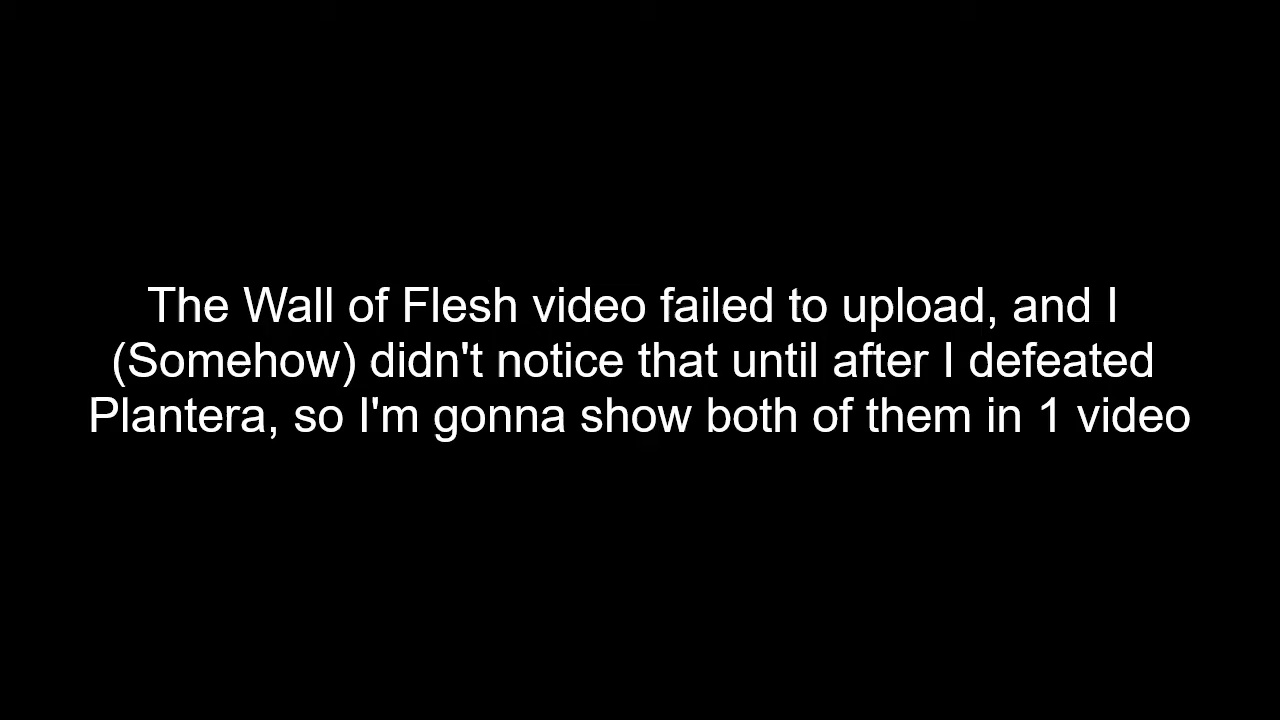 The Wall of Flesh video failed to upload, and I
(Somehow) didn't notice that until after I defeated
Plantera, so I'm gonna show both of them in 1 video